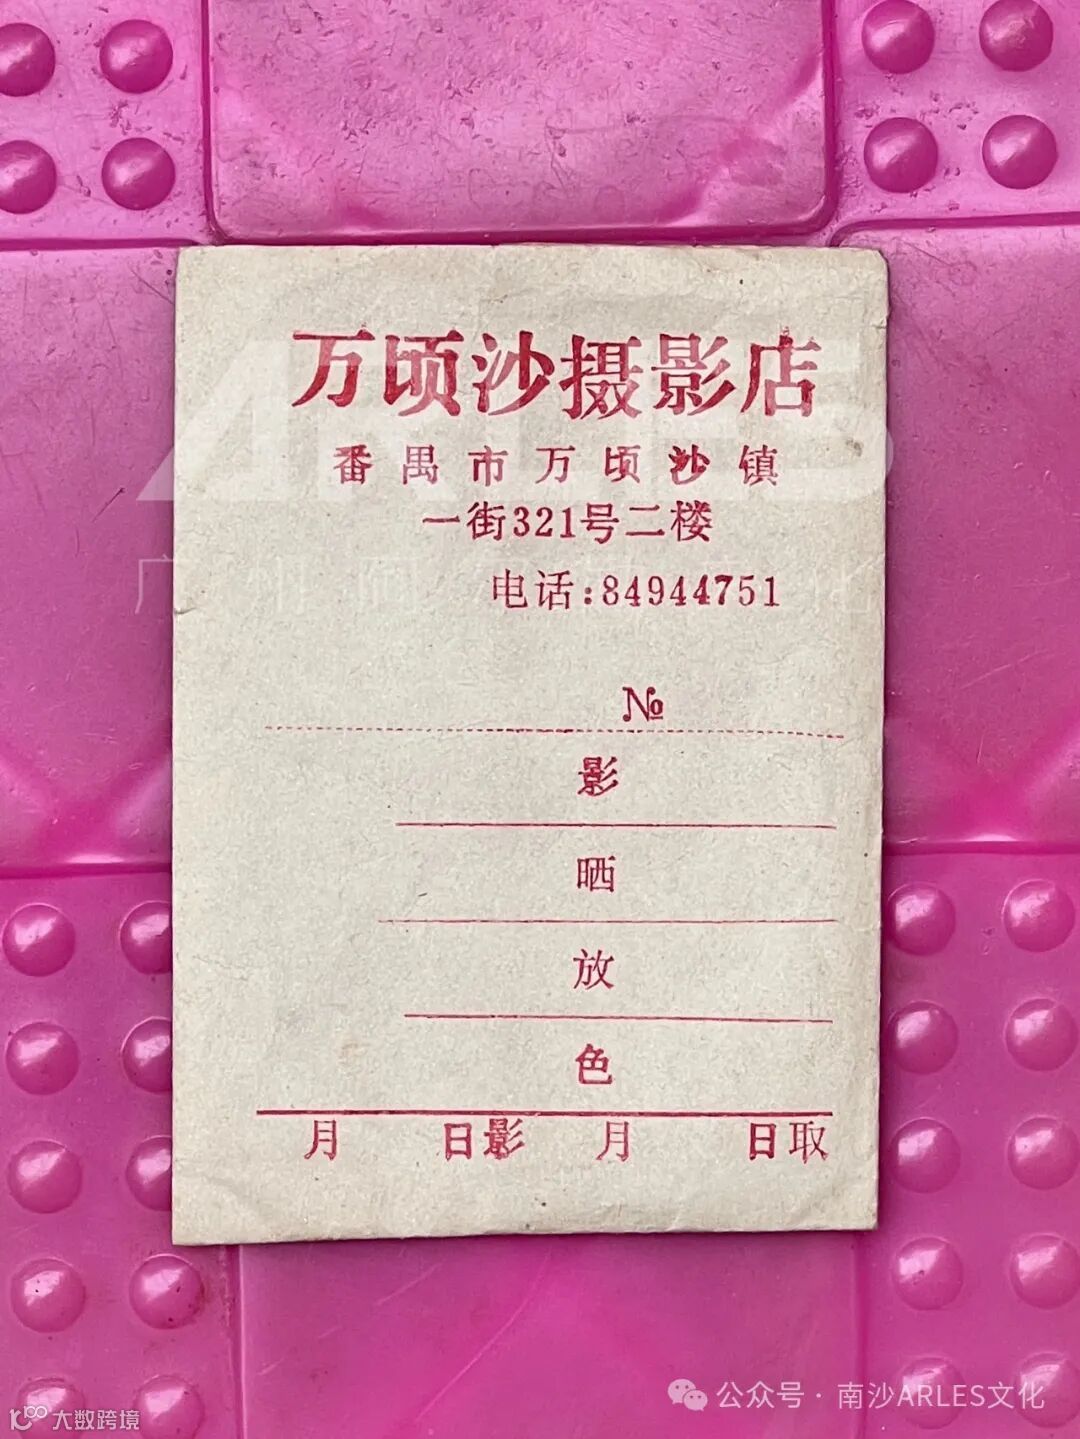 万顷沙摄影店
番禺市万顷沙镇
一街321号二楼
电话:84944751
№
影
晒
放
色
月 日影 月 日取
ARLES
公众号·南沙ARLES文化
大数跨境